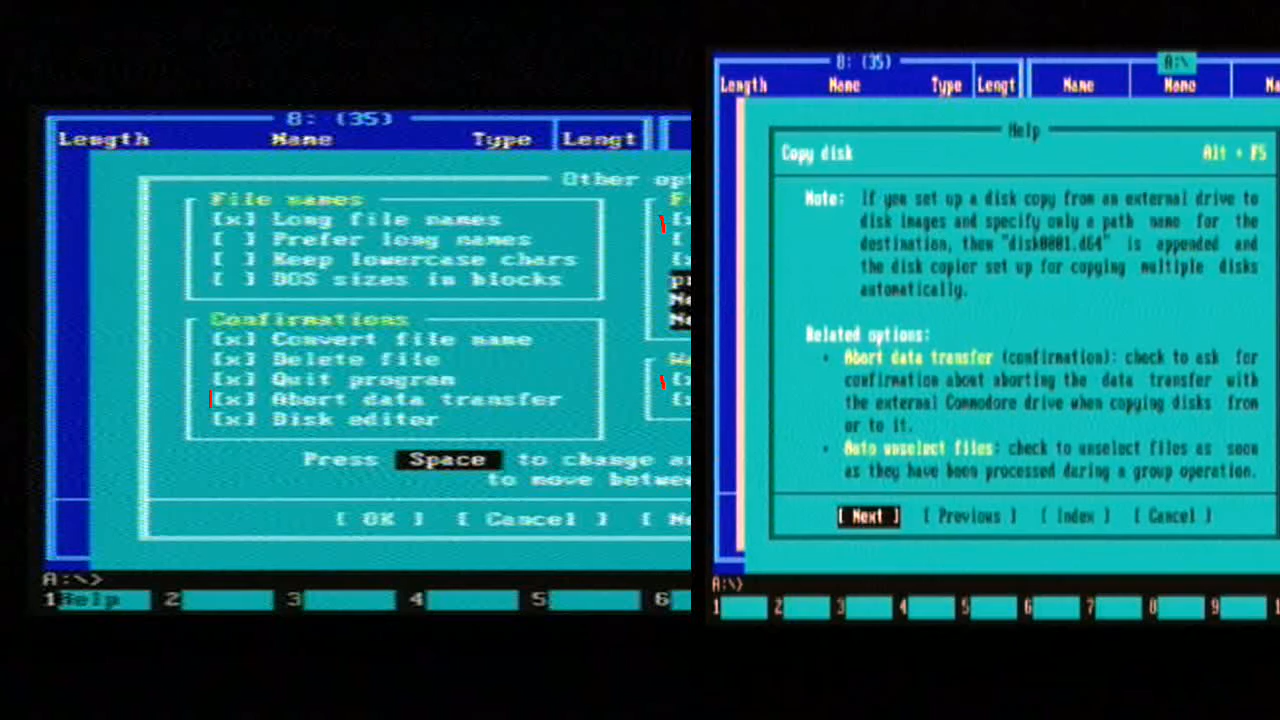 8: (35)
Length Name Type Lengt
Other
File names
[x] Long file names
[ ] Prefer long names
[ ] Keep lowercase chars
[ ] DOS sizes in blocks
Confirmations
[x] Convert file name
[x] Delete file
[x] Quit program
[x] Abort data transfer
[x] Disk editor
Press Space to change
to move
[ OK ] [ Cancel ] [
A:\>
1Help 2 3 4 5 6
8: (35) A:\
Length Name Type Lengt Name Name
Help
Copy disk Alt + F5
Note: If you set up a disk copy from an external drive to
disk images and specify only a path name for the
destination, then "disk0001.d64" is appended and
the disk copier set up for copying multiple disks
automatically.
Related options:
• Abort data transfer (confirmation): check to ask for
confirmation about aborting the data transfer with
the external Commodore drive when copying disks from
or to it.
• Auto unselect files: check to unselect files as soon
as they have been processed during a group operation.
[ Next ] [ Previous ] [ Index ] [ Cancel ]
A:\>
1 2 3 4 5 6 7 8 9 1